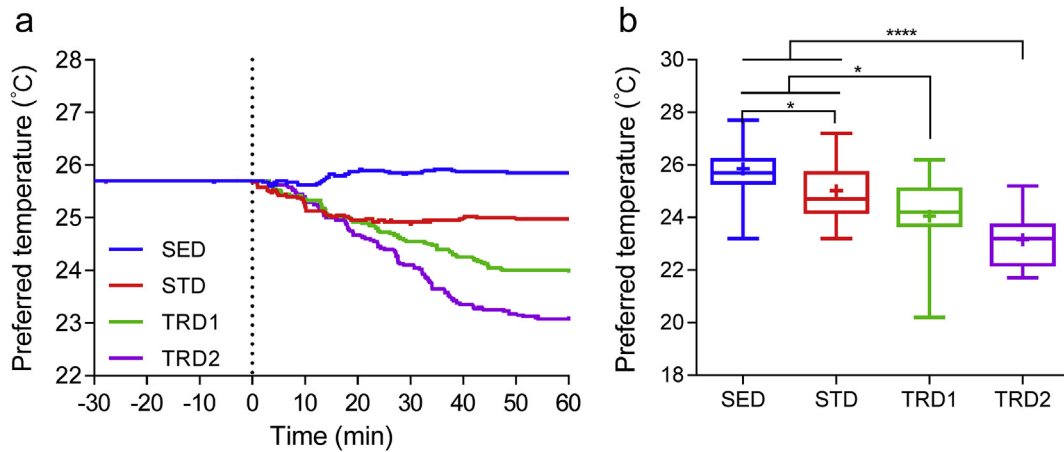 a
Preferred temperature (°C)
28
27
26
25
24
23
22
SED
STD
TRD1
TRD2
-30 -20 -10 0 10 20 30 40 50 60
Time (min)
b
Preferred temperature (°C)
30
28
26
24
22
20
18
****
*
*
SED STD TRD1 TRD2